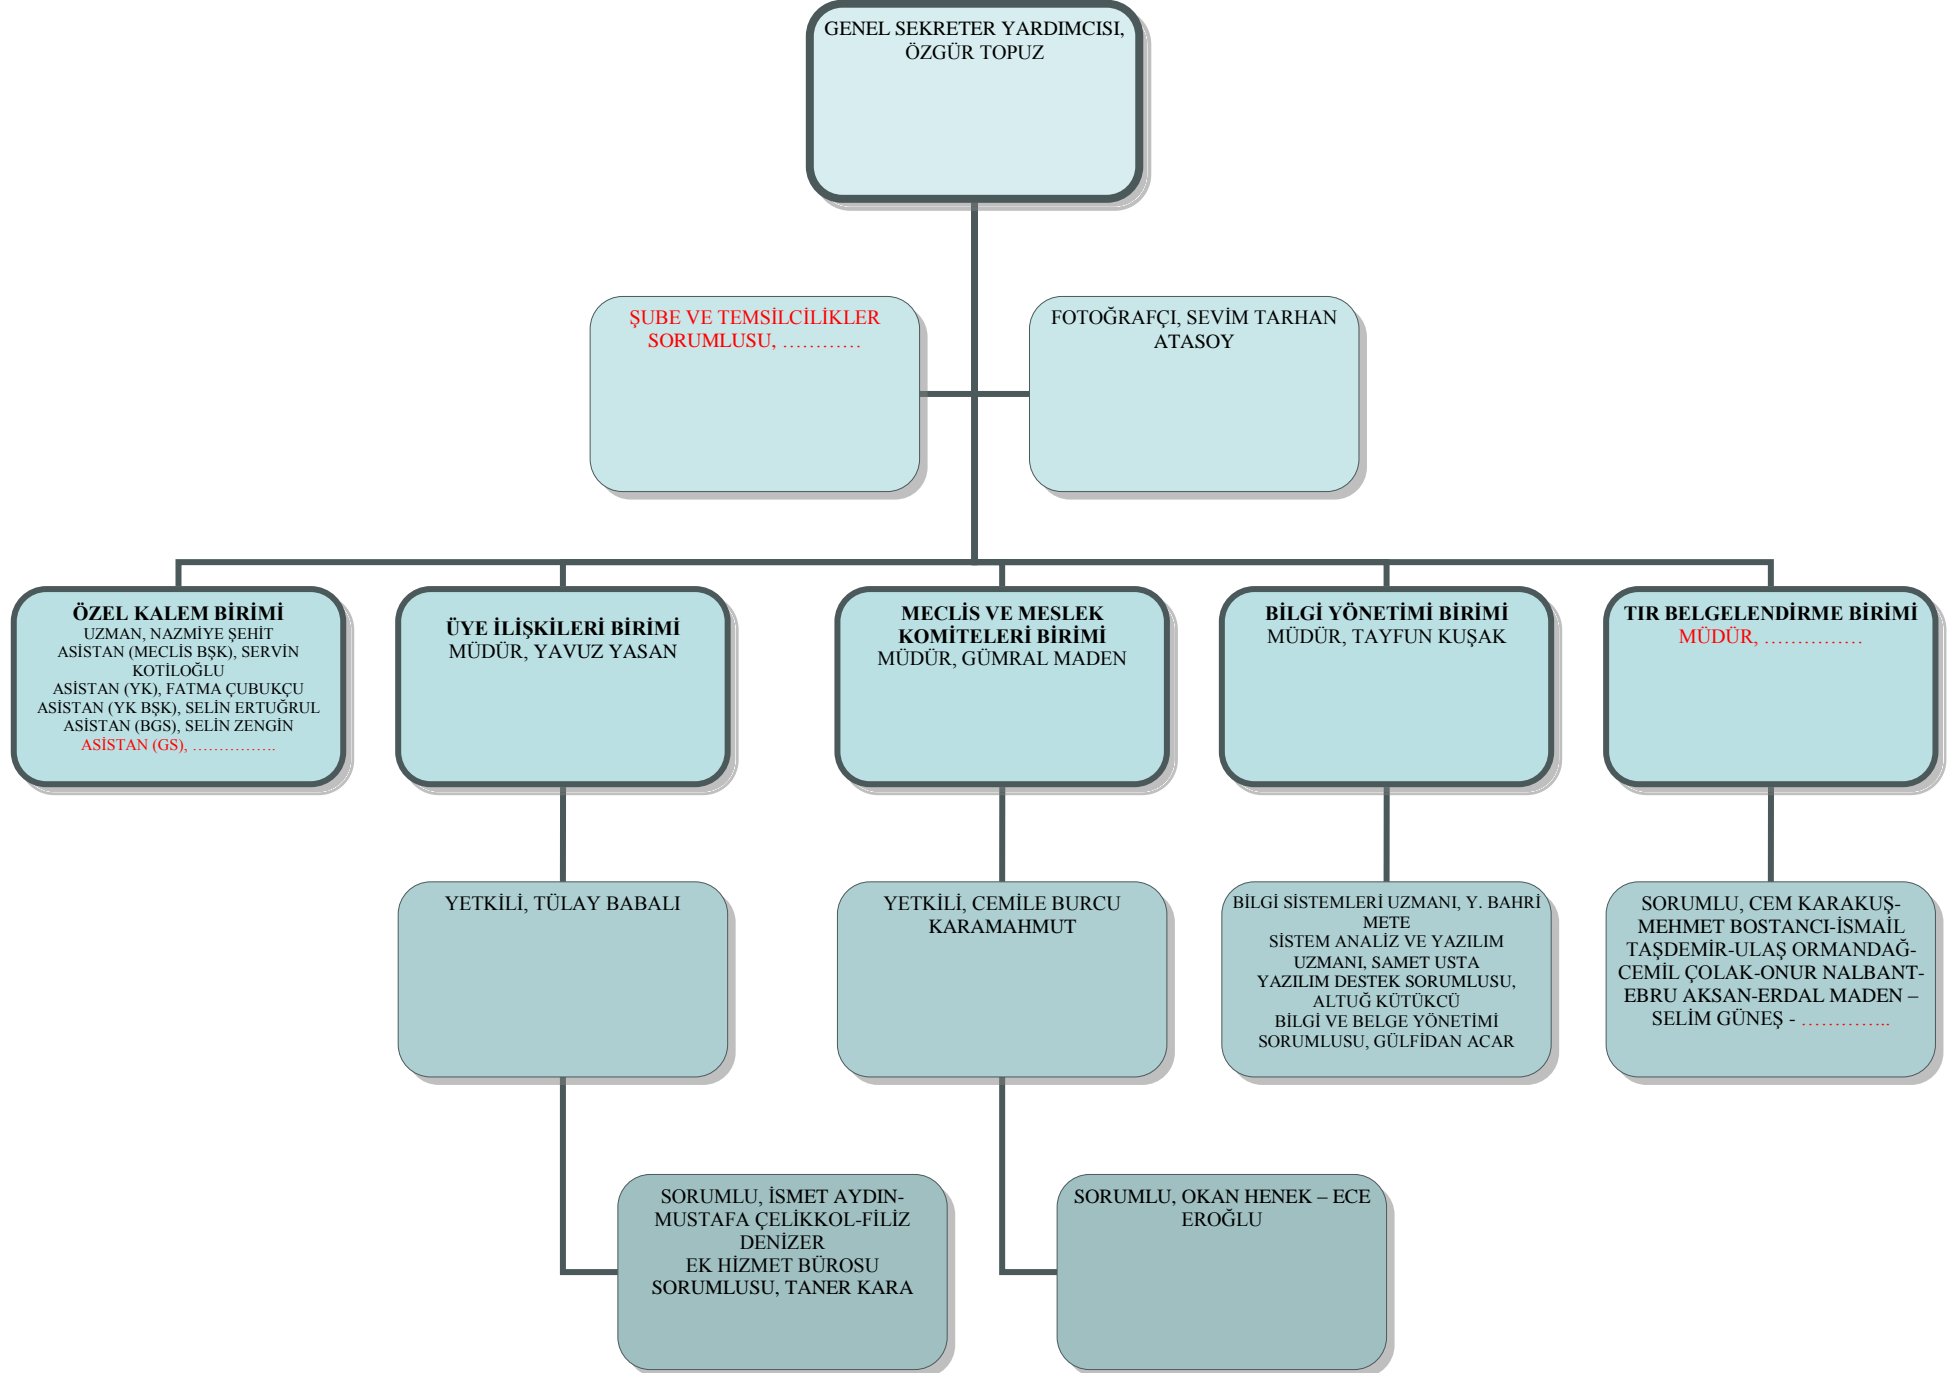 GENEL SEKRETER YARDIMCISI,
ÖZGÜR TOPUZ
ŞUBE VE TEMSİLCİLİKLER
SORUMLUSU, …………
FOTOĞRAFÇI, SEVİM TARHAN
ATASOY
ÖZEL KALEM BİRİMİ
UZMAN, NAZMİYE ŞEHİT
ASİSTAN (MECLİS BŞK), SERVİN
KOTİLOĞLU
ASİSTAN (YK), FATMA ÇUBUKÇU
ASİSTAN (YK BŞK), SELİN ERTUĞRUL
ASİSTAN (BGS), SELİN ZENGİN
ASİSTAN (GS), …………….
ÜYE İLİŞKİLERİ BİRİMİ
MÜDÜR, YAVUZ YASAN
MECLİS VE MESLEK
KOMİTELERİ BİRİMİ
MÜDÜR, GÜMRAL MADEN
BİLGİ YÖNETİMİ BİRİMİ
MÜDÜR, TAYFUN KUŞAK
TIR BELGELENDİRME BİRİMİ
MÜDÜR, ……………
YETKİLİ, TÜLAY BABALI
YETKİLİ, CEMİLE BURCU
KARAMAHMUT
BİLGİ SİSTEMLERİ UZMANI, Y. BAHRİ
METE
SİSTEM ANALİZ VE YAZILIM
UZMANI, SAMET USTA
YAZILIM DESTEK SORUMLUSU,
ALTUĞ KÜTÜKCÜ
BİLGİ VE BELGE YÖNETİMİ
SORUMLUSU, GÜLFİDAN ACAR
SORUMLU, CEM KARAKUŞ-
MEHMET BOSTANCI-İSMAİL
TAŞDEMİR-ULAŞ ORMANDAĞ-
CEMİL ÇOLAK-ONUR NALBANT-
EBRU AKSAN-ERDAL MADEN –
SELİM GÜNEŞ - …………..
SORUMLU, İSMET AYDIN-
MUSTAFA ÇELİKKOL-FİLİZ
DENİZER
EK HİZMET BÜROSU
SORUMLUSU, TANER KARA
SORUMLU, OKAN HENEK – ECE
EROĞLU